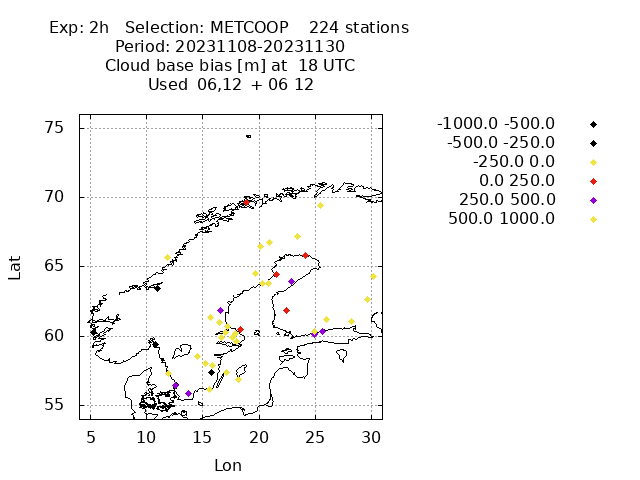 Exp: 2h   Selection: METCOOP    224 stations
Period: 20231108-20231130
Cloud base bias [m] at  18 UTC
Used  06,12  + 06 12
-1000.0 -500.0
-500.0 -250.0
-250.0 0.0
0.0 250.0
250.0 500.0
500.0 1000.0
75
70
65
60
55
Lat
5 10 15 20 25 30
Lon